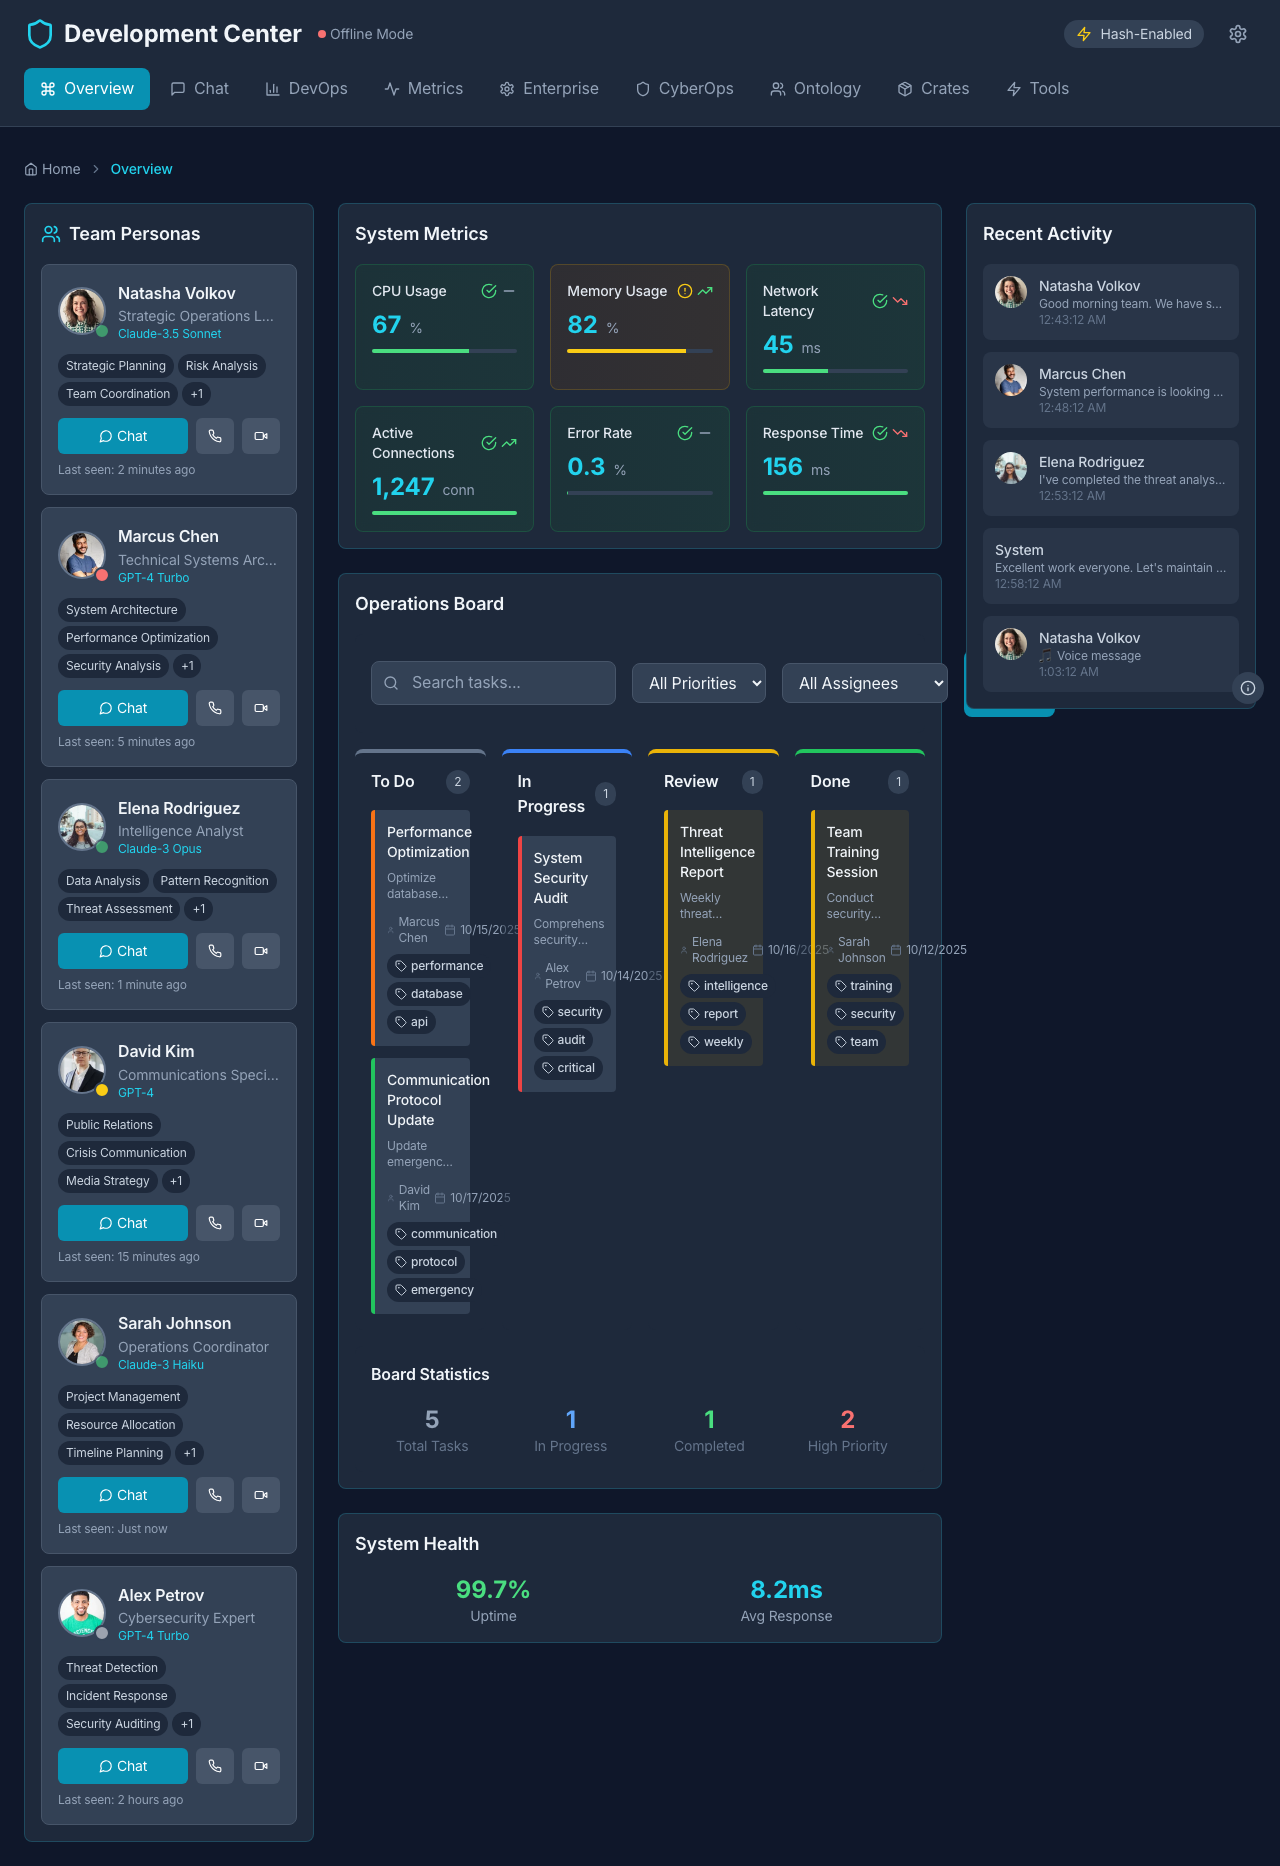 Development Center
Offline Mode
Hash-Enabled
Overview
Chat
DevOps
Metrics
Enterprise
CyberOps
Ontology
Crates
Tools
Home
Overview
Team Personas
Natasha Volkov
Strategic Operations L...
Claude-3.5 Sonnet
Strategic Planning
Risk Analysis
Team Coordination
+1
Chat
Last seen: 2 minutes ago
Marcus Chen
Technical Systems Arc...
GPT-4 Turbo
System Architecture
Performance Optimization
Security Analysis
+1
Chat
Last seen: 5 minutes ago
Elena Rodriguez
Intelligence Analyst
Claude-3 Opus
Data Analysis
Pattern Recognition
Threat Assessment
+1
Chat
Last seen: 1 minute ago
David Kim
Communications Speci...
GPT-4
Public Relations
Crisis Communication
Media Strategy
+1
Chat
Last seen: 15 minutes ago
Sarah Johnson
Operations Coordinator
Claude-3 Haiku
Project Management
Resource Allocation
Timeline Planning
+1
Chat
Last seen: Just now
Alex Petrov
Cybersecurity Expert
GPT-4 Turbo
Threat Detection
Incident Response
Security Auditing
+1
Chat
Last seen: 2 hours ago
System Metrics
CPU Usage
67 %
Memory Usage
82 %
Network
Latency
45 ms
Active
Connections
1,247 conn
Error Rate
0.3 %
Response Time
156 ms
Operations Board
Search tasks...
All Priorities
All Assignees
To Do
2
Performance
Optimization
Optimize
database...
Marcus
Chen
10/15/2025
performance
database
api
Communication
Protocol
Update
Update
emergenc...
David
Kim
10/17/2025
communication
protocol
emergency
In
Progress
1
System
Security
Audit
Comprehens
security...
Alex
Petrov
10/14/2025
security
audit
critical
Review
1
Threat
Intelligence
Report
Weekly
threat...
Elena
Rodriguez
10/16/2025
intelligence
report
weekly
Done
1
Team
Training
Session
Conduct
security...
Sarah
Johnson
10/12/2025
training
security
team
Board Statistics
5
Total Tasks
1
In Progress
1
Completed
2
High Priority
System Health
99.7%
Uptime
8.2ms
Avg Response
Recent Activity
Natasha Volkov
Good morning team. We have s...
12:43:12 AM
Marcus Chen
System performance is looking ...
12:48:12 AM
Elena Rodriguez
I've completed the threat analys...
12:53:12 AM
System
Excellent work everyone. Let's maintain ...
12:58:12 AM
Natasha Volkov
🎵 Voice message
1:03:12 AM